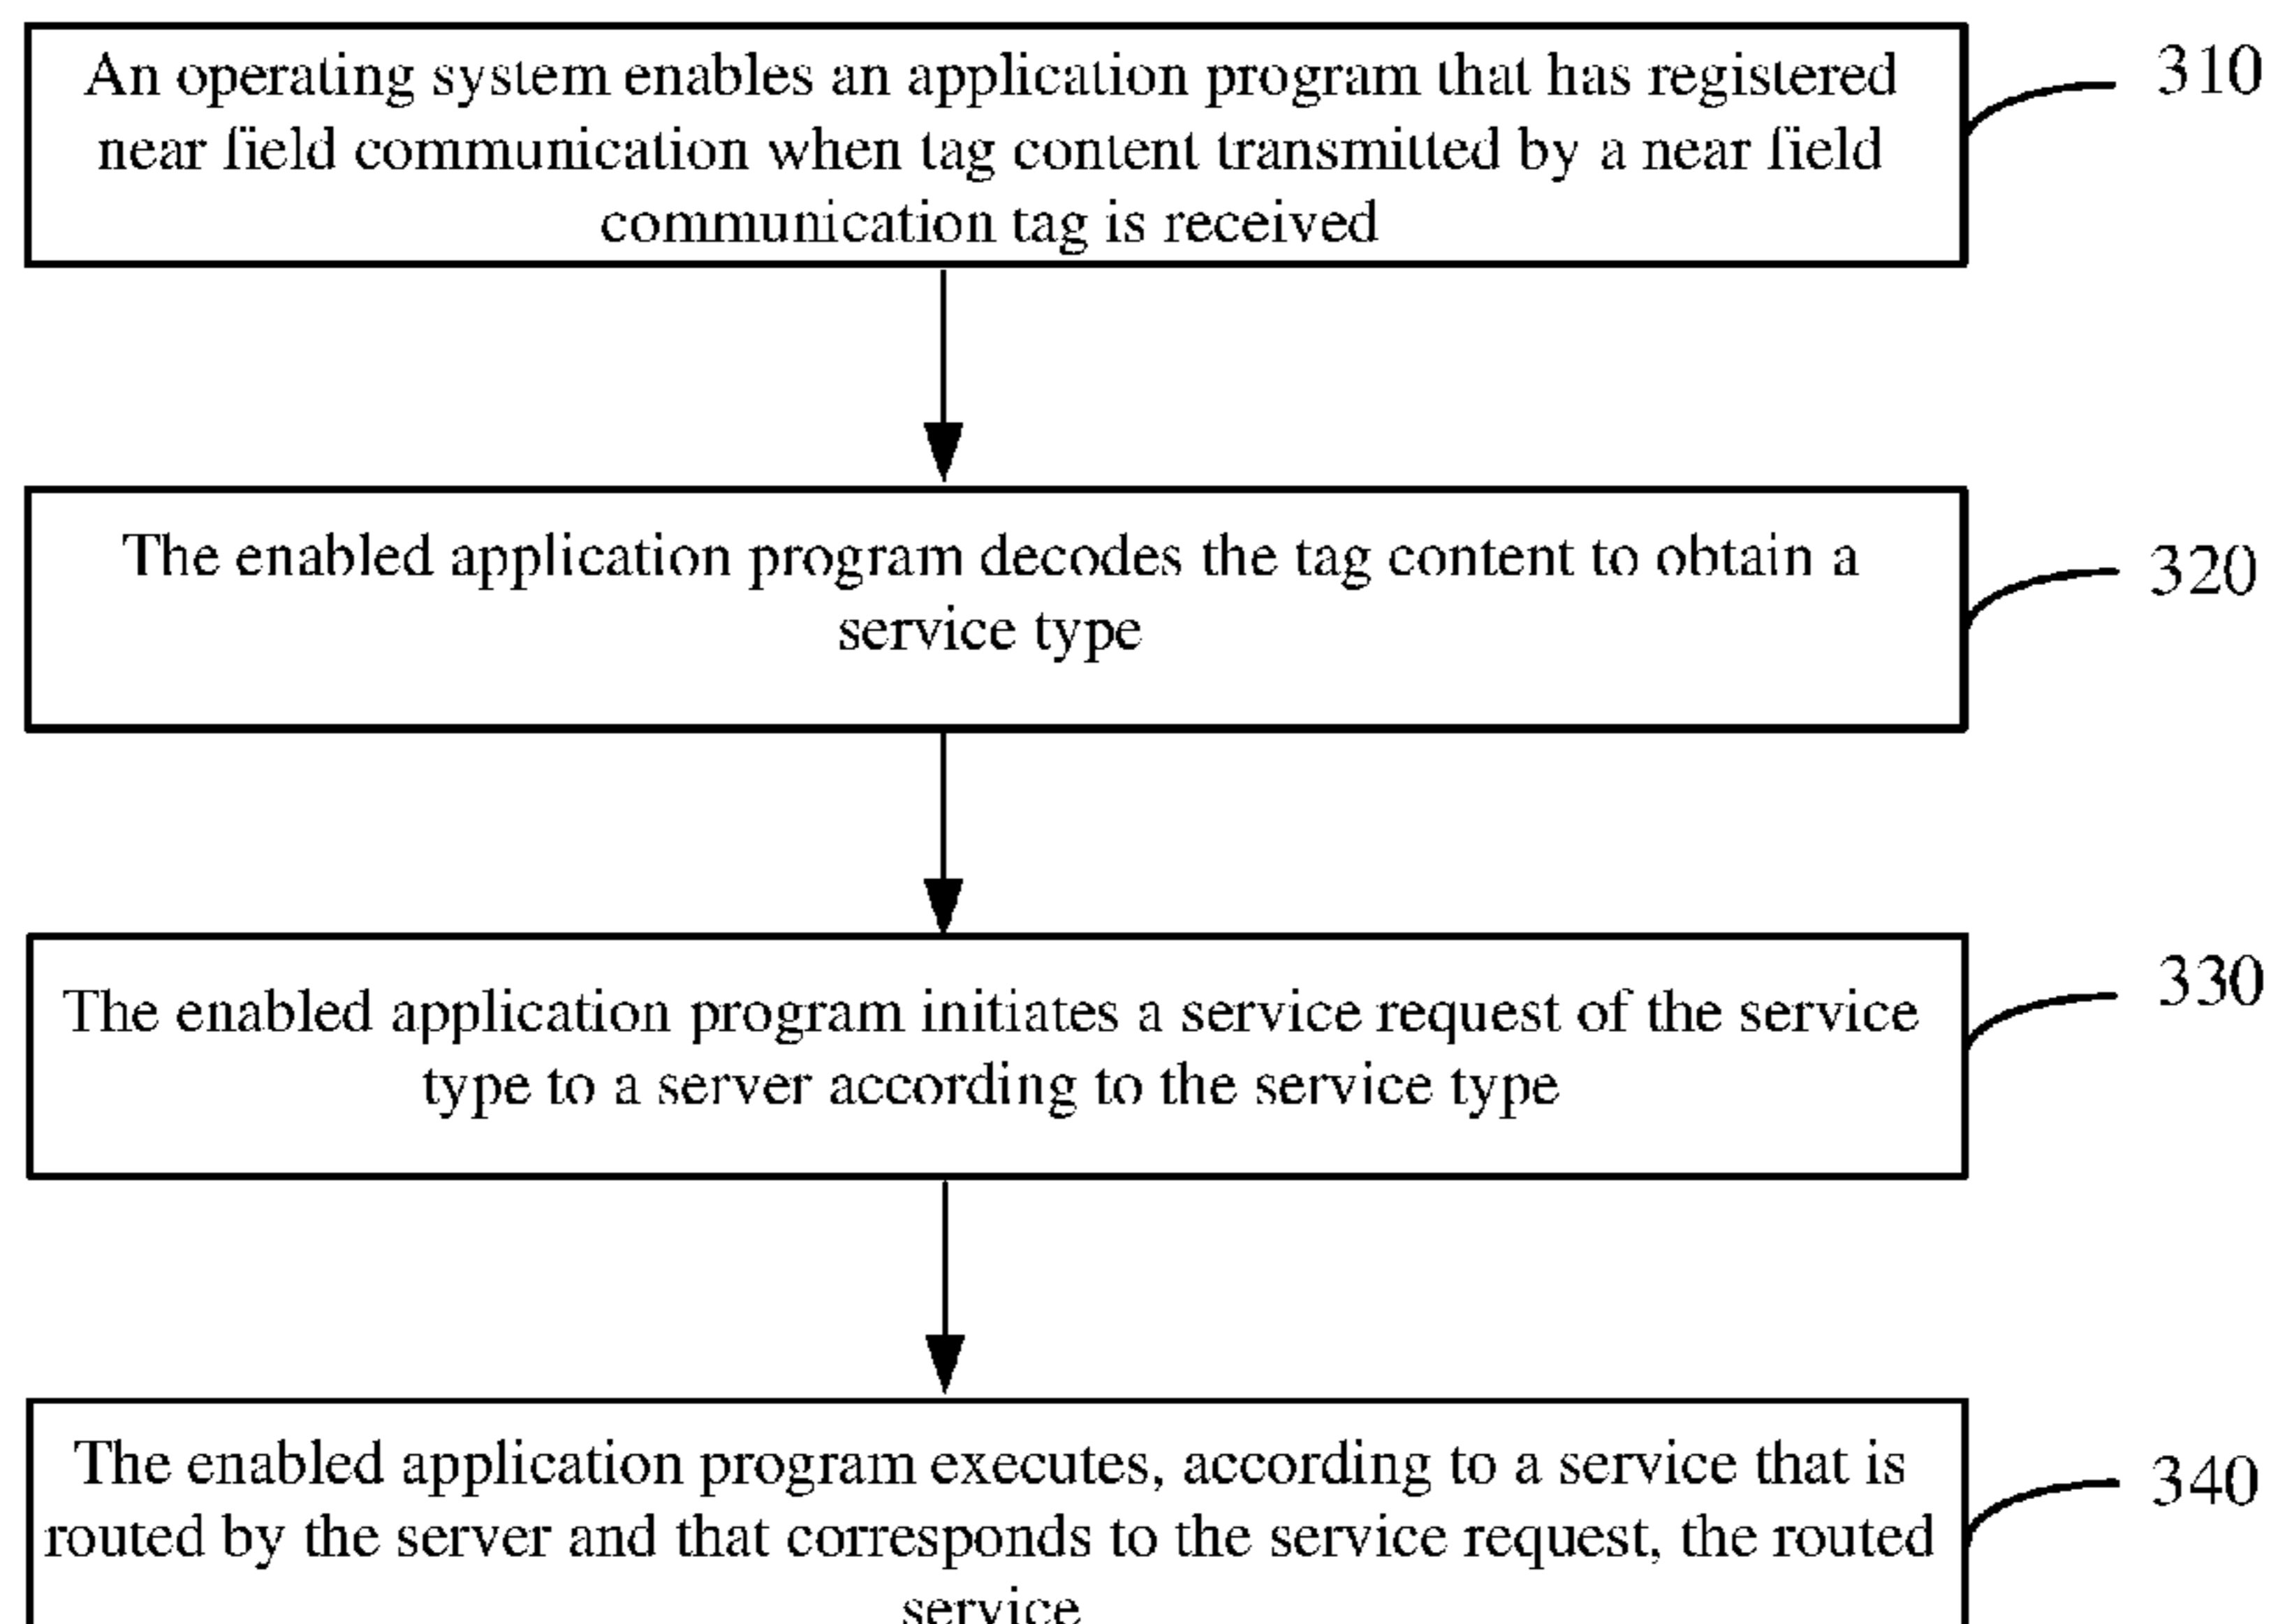 An operating system enables an application program that has registered
310
near field communication when tag content transmitted by a near field
communication tag is received
The enabled application program decodes the tag content to obtain a
320
service type
330
The enabled application program initiates a service request of the service
type to a server according to the service type
The enabled application program executes, according to a service that is
340
routed by the server and that corresponds to the service request, the routed
service